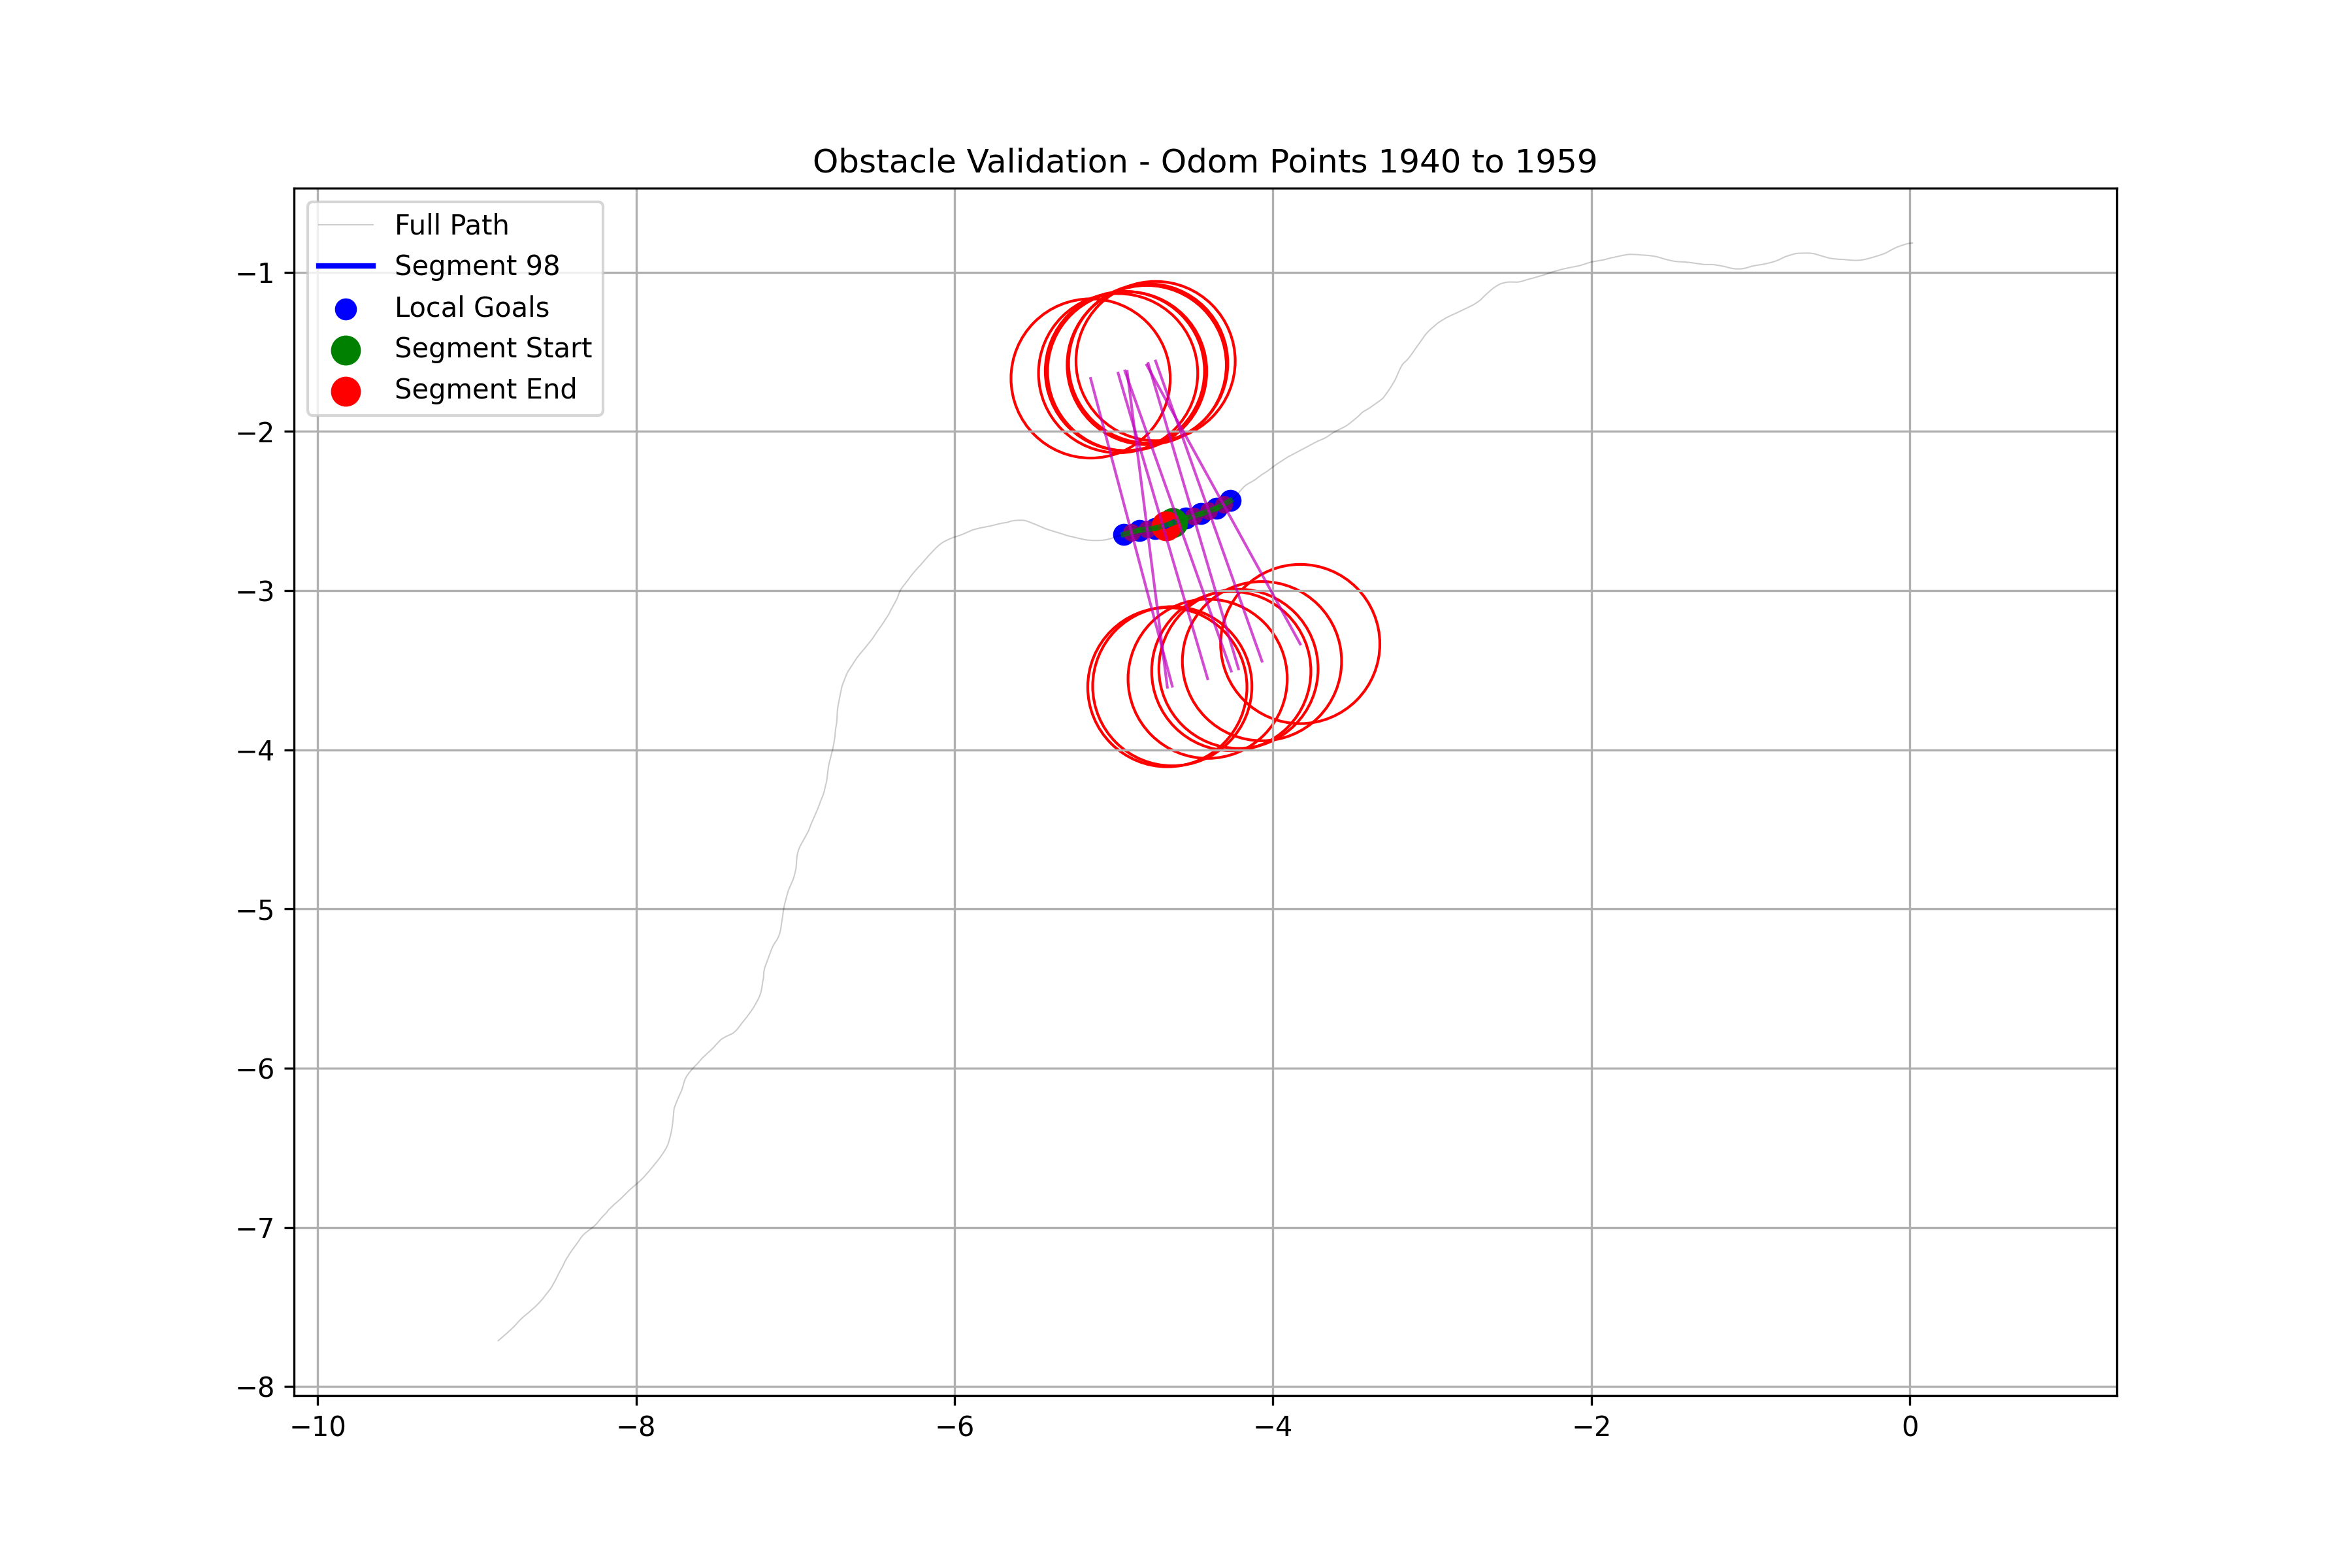 Obstacle Validation - Odom Points 1940 to 1959
Full Path
Segment 98
Local Goals
Segment Start
Segment End
−1
−2
−3
−4
−5
−6
−7
−8
−10 −8 −6 −4 −2 0